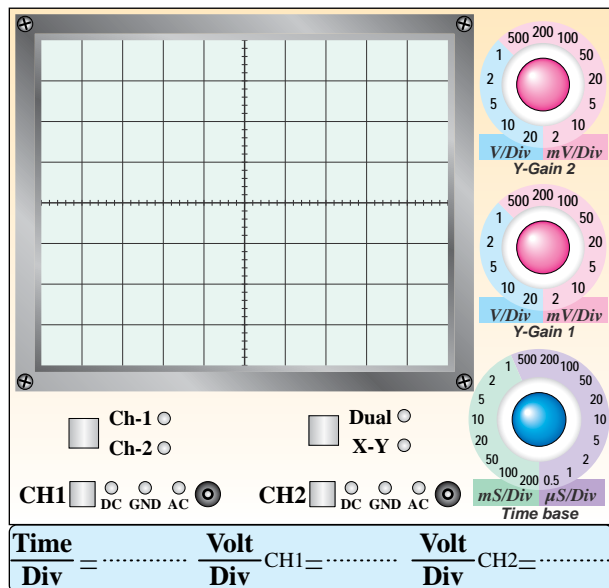 500 200 100
1 50
2 20
5 10
10 20 2
V/Div mV/Div
Y-Gain 2
500 200 100
1 50
2 20
5 10
10 20 2
V/Div mV/Div
Y-Gain 1
1 500 200 100
2 50
5 20
10 10
20 5
50 2
100 200 0.5 1
mS/Div µS/Div
Time base
Ch-1
Ch-2
Dual
X-Y
CH1 DC GND AC
CH2 DC GND AC
Time/Div = .............. Volt/Div CH1=.............. Volt/Div CH2=..............